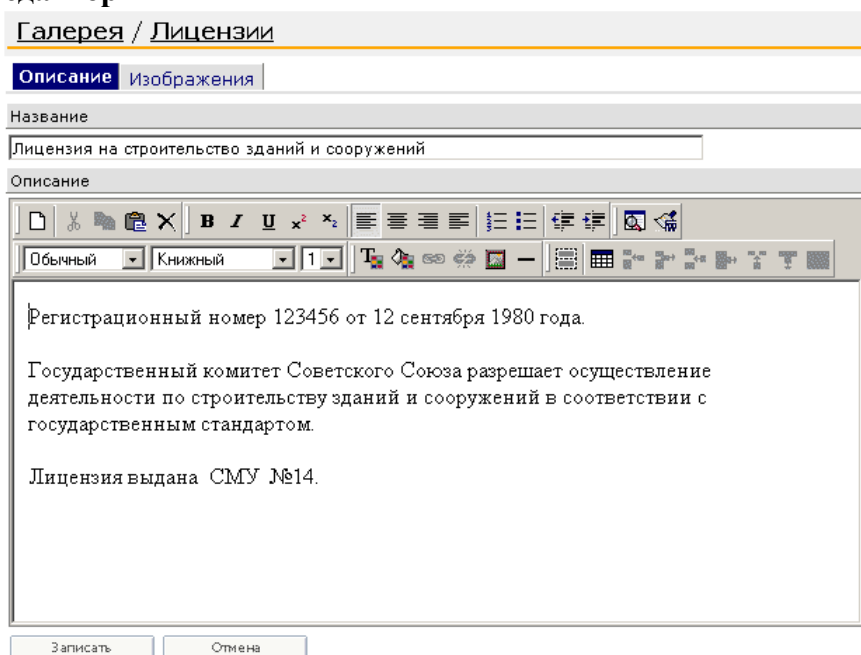 Галерея / Лицензии
Описание Изображения
Название
Лицензия на строительство зданий и сооружений
Описание
B I U x² x₂
Обычный Книжный 1
Регистрационный номер 123456 от 12 сентября 1980 года.
Государственный комитет Советского Союза разрешает осуществление
деятельности по строительству зданий и сооружений в соответствии с
государственным стандартом.
Лицензия выдана СМУ №14.
Записать Отмена